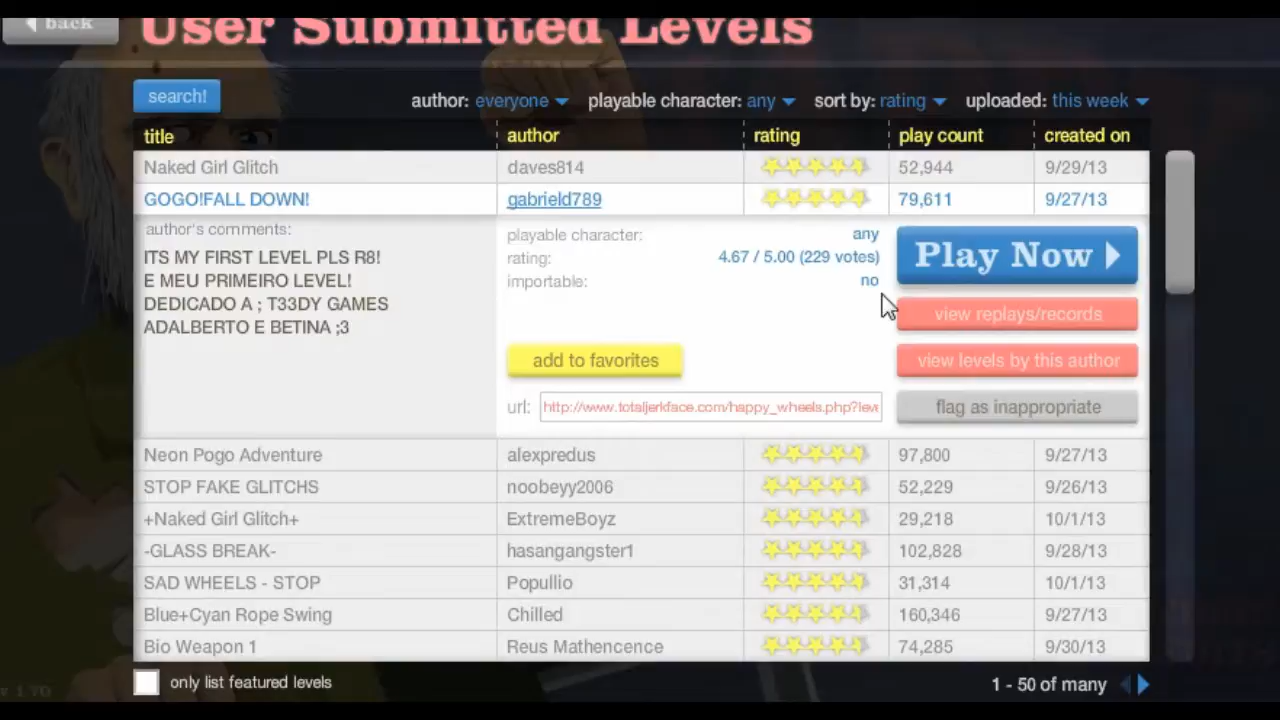 back
User Submitted Levels
search!
author: everyone playable character: any sort by: rating uploaded: this week
title author rating play count created on
Naked Girl Glitch daves814 52,944 9/29/13
GOGO!FALL DOWN! gabrield789 79,611 9/27/13
author's comments:
ITS MY FIRST LEVEL PLS R8!
E MEU PRIMEIRO LEVEL!
DEDICADO A ; T33DY GAMES
ADALBERTO E BETINA ;3
playable character: any
rating: 4.67 / 5.00 (229 votes)
importable: no
add to favorites
url: http://www.totaljerkface.com/happy_wheels.php?leve
Play Now
view replays/records
view levels by this author
flag as inappropriate
Neon Pogo Adventure alexpredus 97,800 9/27/13
STOP FAKE GLITCHS noobeyy2006 52,229 9/26/13
+Naked Girl Glitch+ ExtremeBoyz 29,218 10/1/13
-GLASS BREAK- hasangangster1 102,828 9/28/13
SAD WHEELS - STOP Popullio 31,314 10/1/13
Blue+Cyan Rope Swing Chilled 160,346 9/27/13
Bio Weapon 1 Reus Mathencence 74,285 9/30/13
only list featured levels
1 - 50 of many
v 1.70